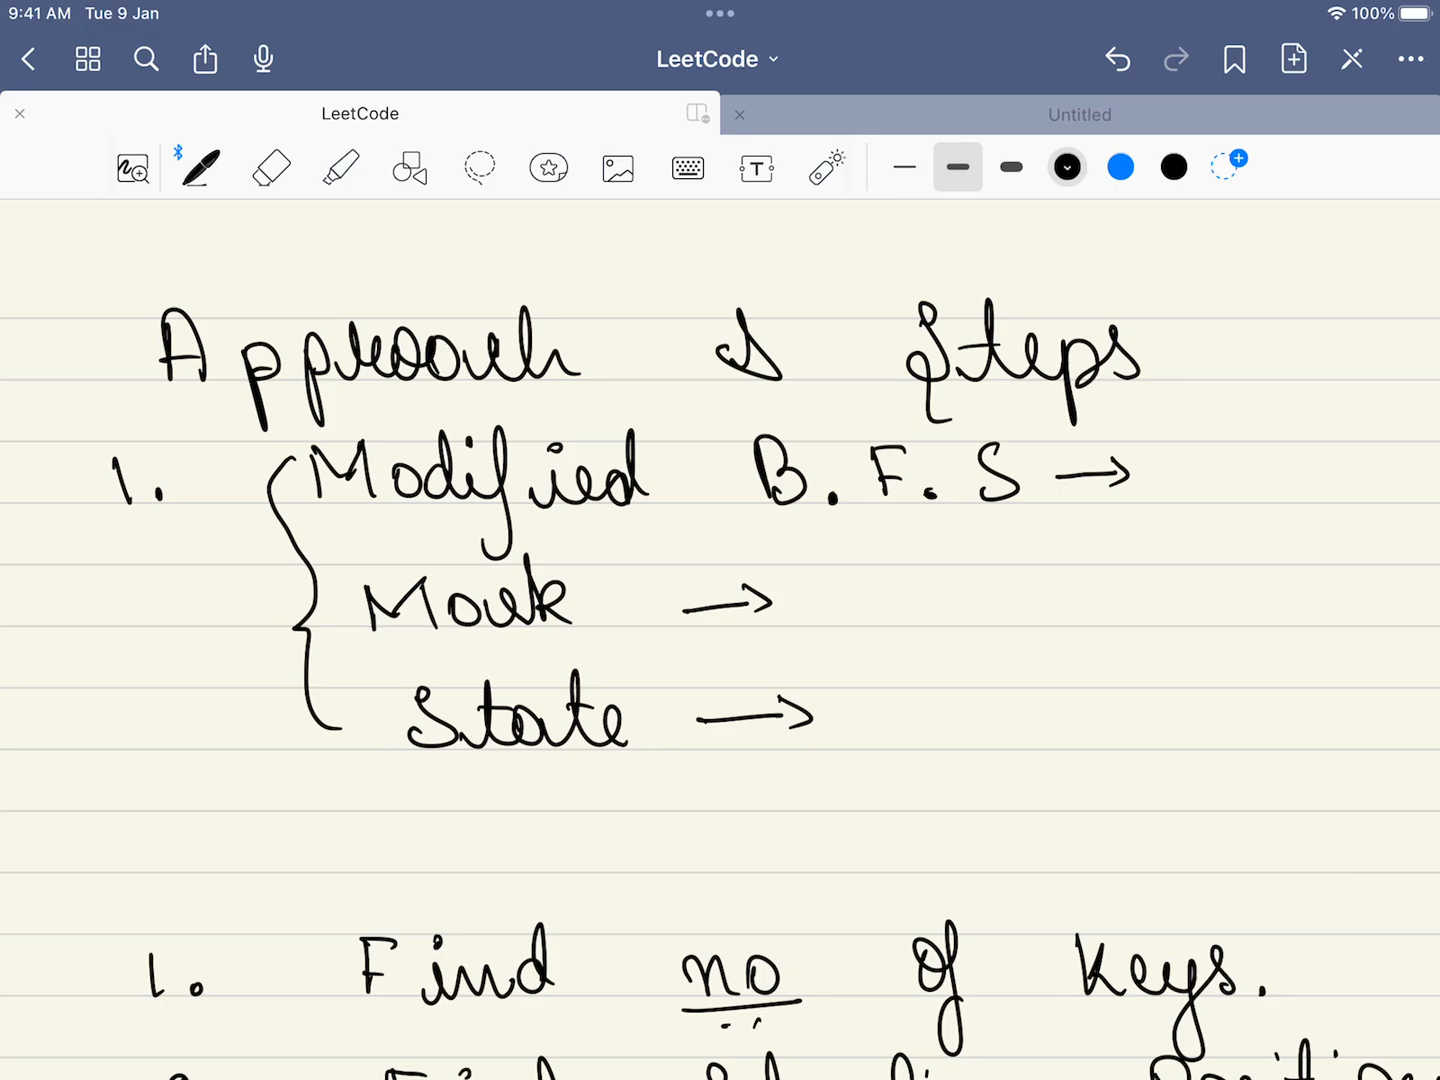 9:41 AM Tue 9 Jan
100%
LeetCode
LeetCode
Untitled
T
Approach & Steps
1. Modified B.F.S →
Mark →
State →
1. Find no of Keys.